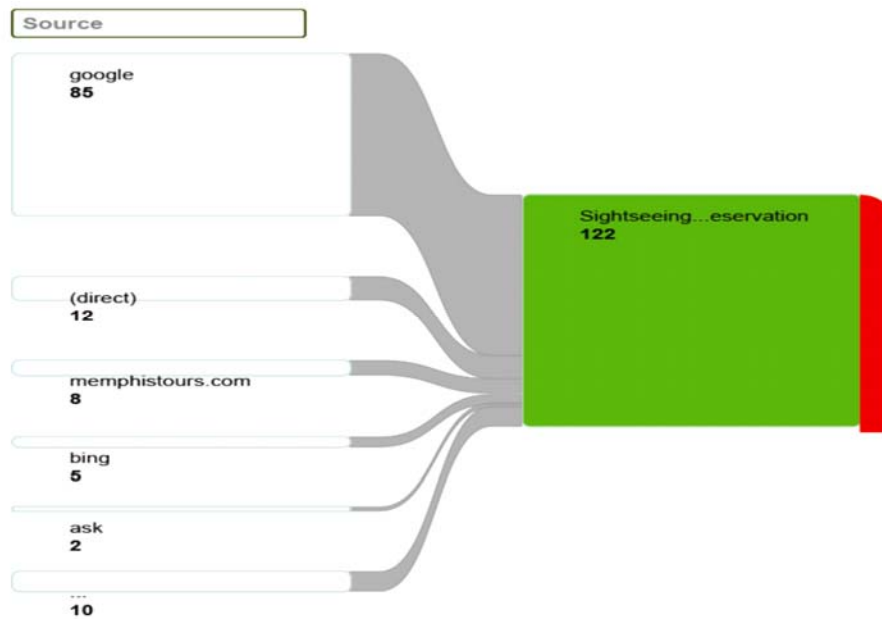 Source
google
85
Sightseeing...eservation
122
(direct)
12
memphistours.com
8
bing
5
ask
2
...
10